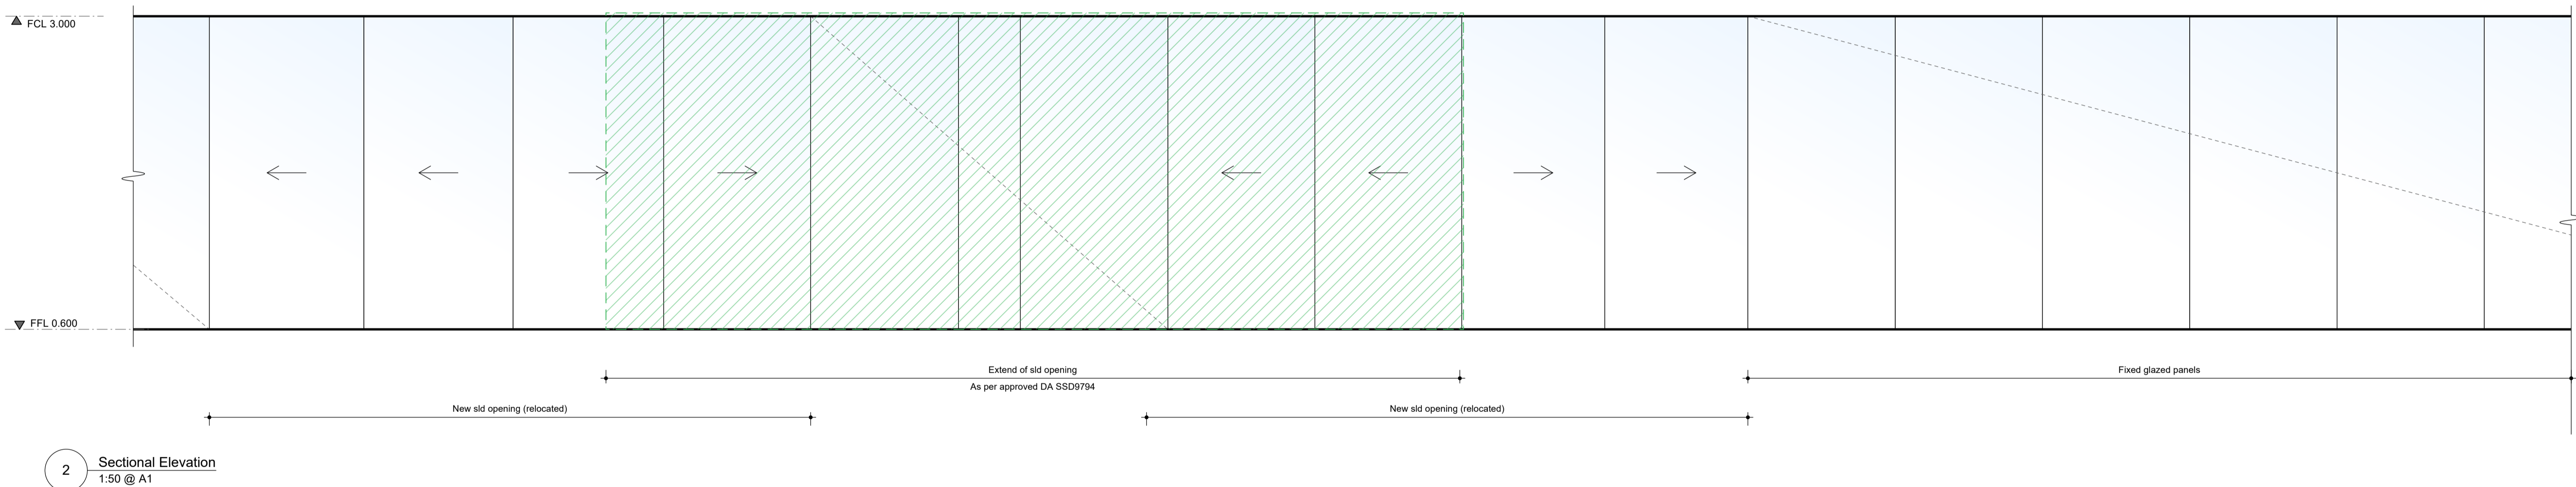 FCL 3.000
FFL 0.600
Extend of sld opening
As per approved DA SSD9794
Fixed glazed panels
New sld opening (relocated)
New sld opening (relocated)
2
Sectional Elevation
1:50 @ A1